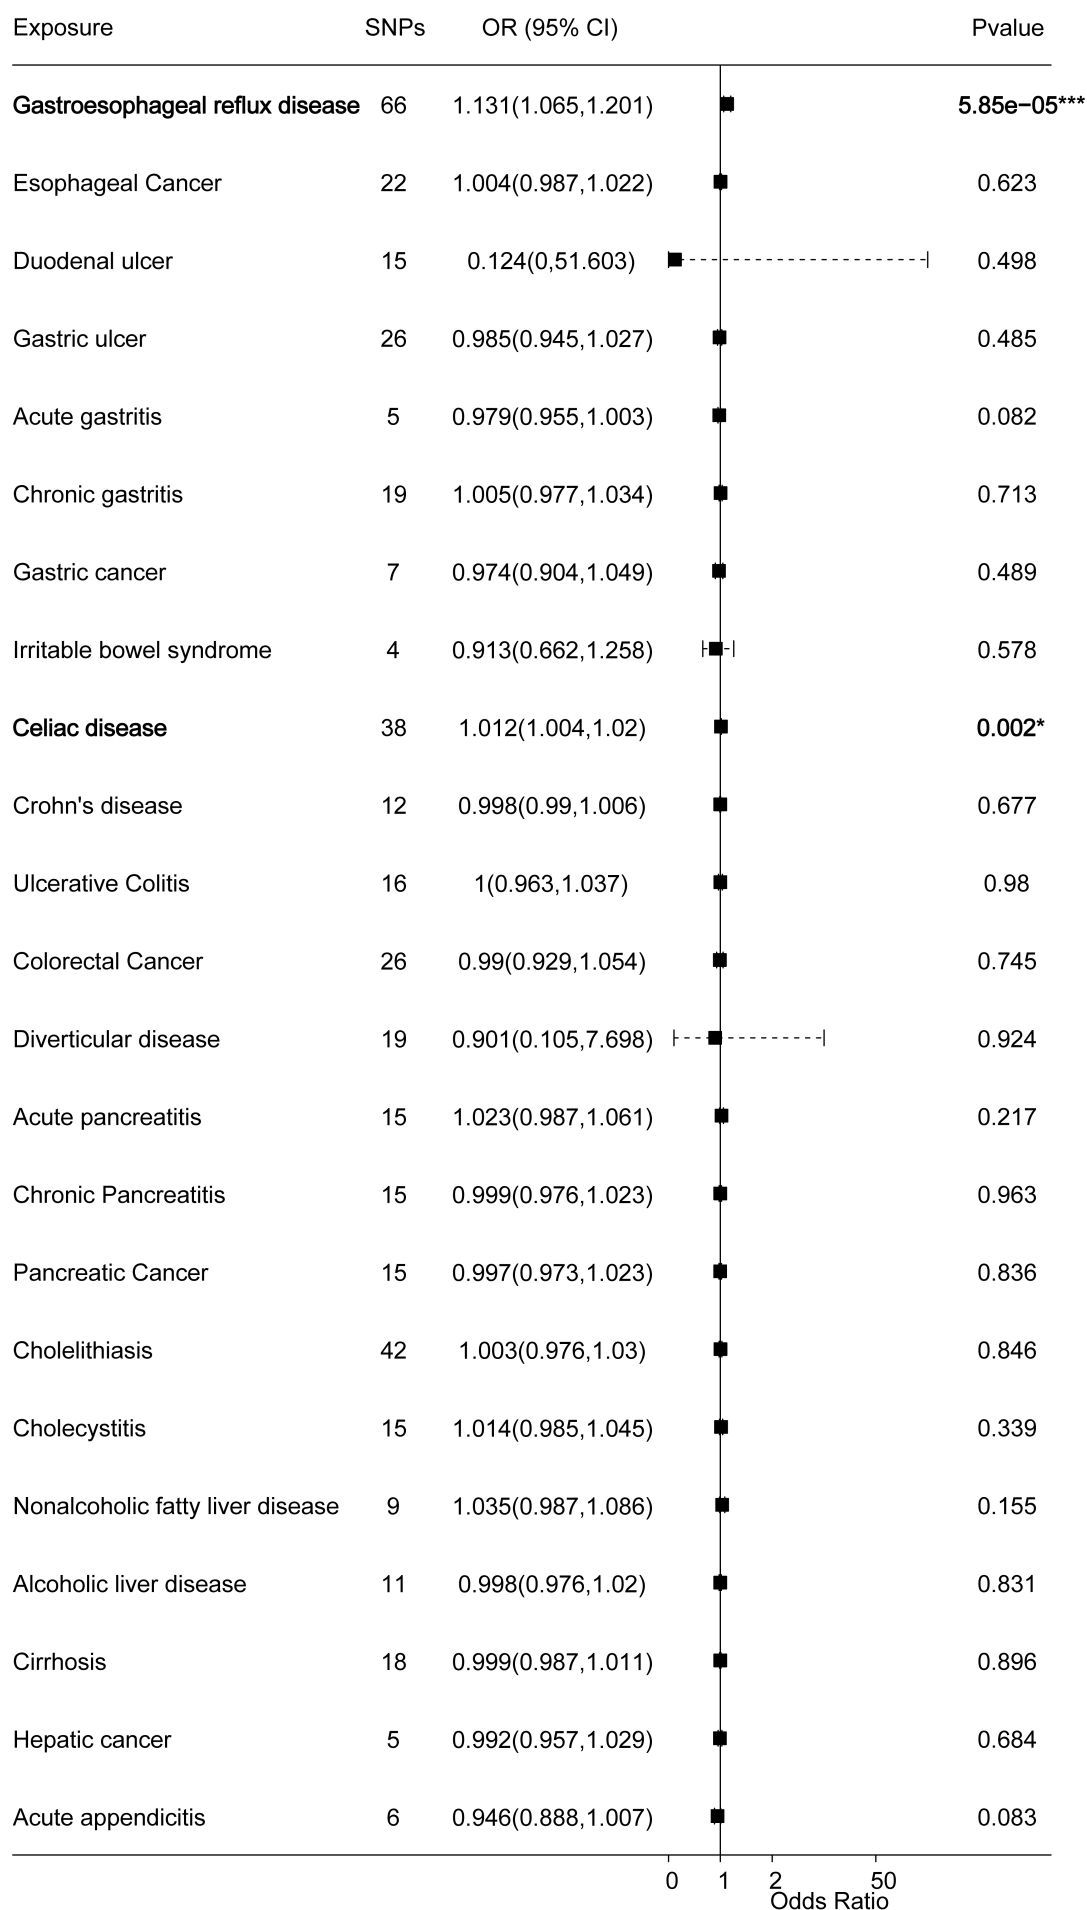 Exposure SNPs OR (95% CI) Pvalue
Gastroesophageal reflux disease 66 1.131(1.065,1.201) 5.85e−05***
Esophageal Cancer 22 1.004(0.987,1.022) 0.623
Duodenal ulcer 15 0.124(0,51.603) 0.498
Gastric ulcer 26 0.985(0.945,1.027) 0.485
Acute gastritis 5 0.979(0.955,1.003) 0.082
Chronic gastritis 19 1.005(0.977,1.034) 0.713
Gastric cancer 7 0.974(0.904,1.049) 0.489
Irritable bowel syndrome 4 0.913(0.662,1.258) 0.578
Celiac disease 38 1.012(1.004,1.02) 0.002*
Crohn's disease 12 0.998(0.99,1.006) 0.677
Ulcerative Colitis 16 1(0.963,1.037) 0.98
Colorectal Cancer 26 0.99(0.929,1.054) 0.745
Diverticular disease 19 0.901(0.105,7.698) 0.924
Acute pancreatitis 15 1.023(0.987,1.061) 0.217
Chronic Pancreatitis 15 0.999(0.976,1.023) 0.963
Pancreatic Cancer 15 0.997(0.973,1.023) 0.836
Cholelithiasis 42 1.003(0.976,1.03) 0.846
Cholecystitis 15 1.014(0.985,1.045) 0.339
Nonalcoholic fatty liver disease 9 1.035(0.987,1.086) 0.155
Alcoholic liver disease 11 0.998(0.976,1.02) 0.831
Cirrhosis 18 0.999(0.987,1.011) 0.896
Hepatic cancer 5 0.992(0.957,1.029) 0.684
Acute appendicitis 6 0.946(0.888,1.007) 0.083
0 1 2 50
Odds Ratio